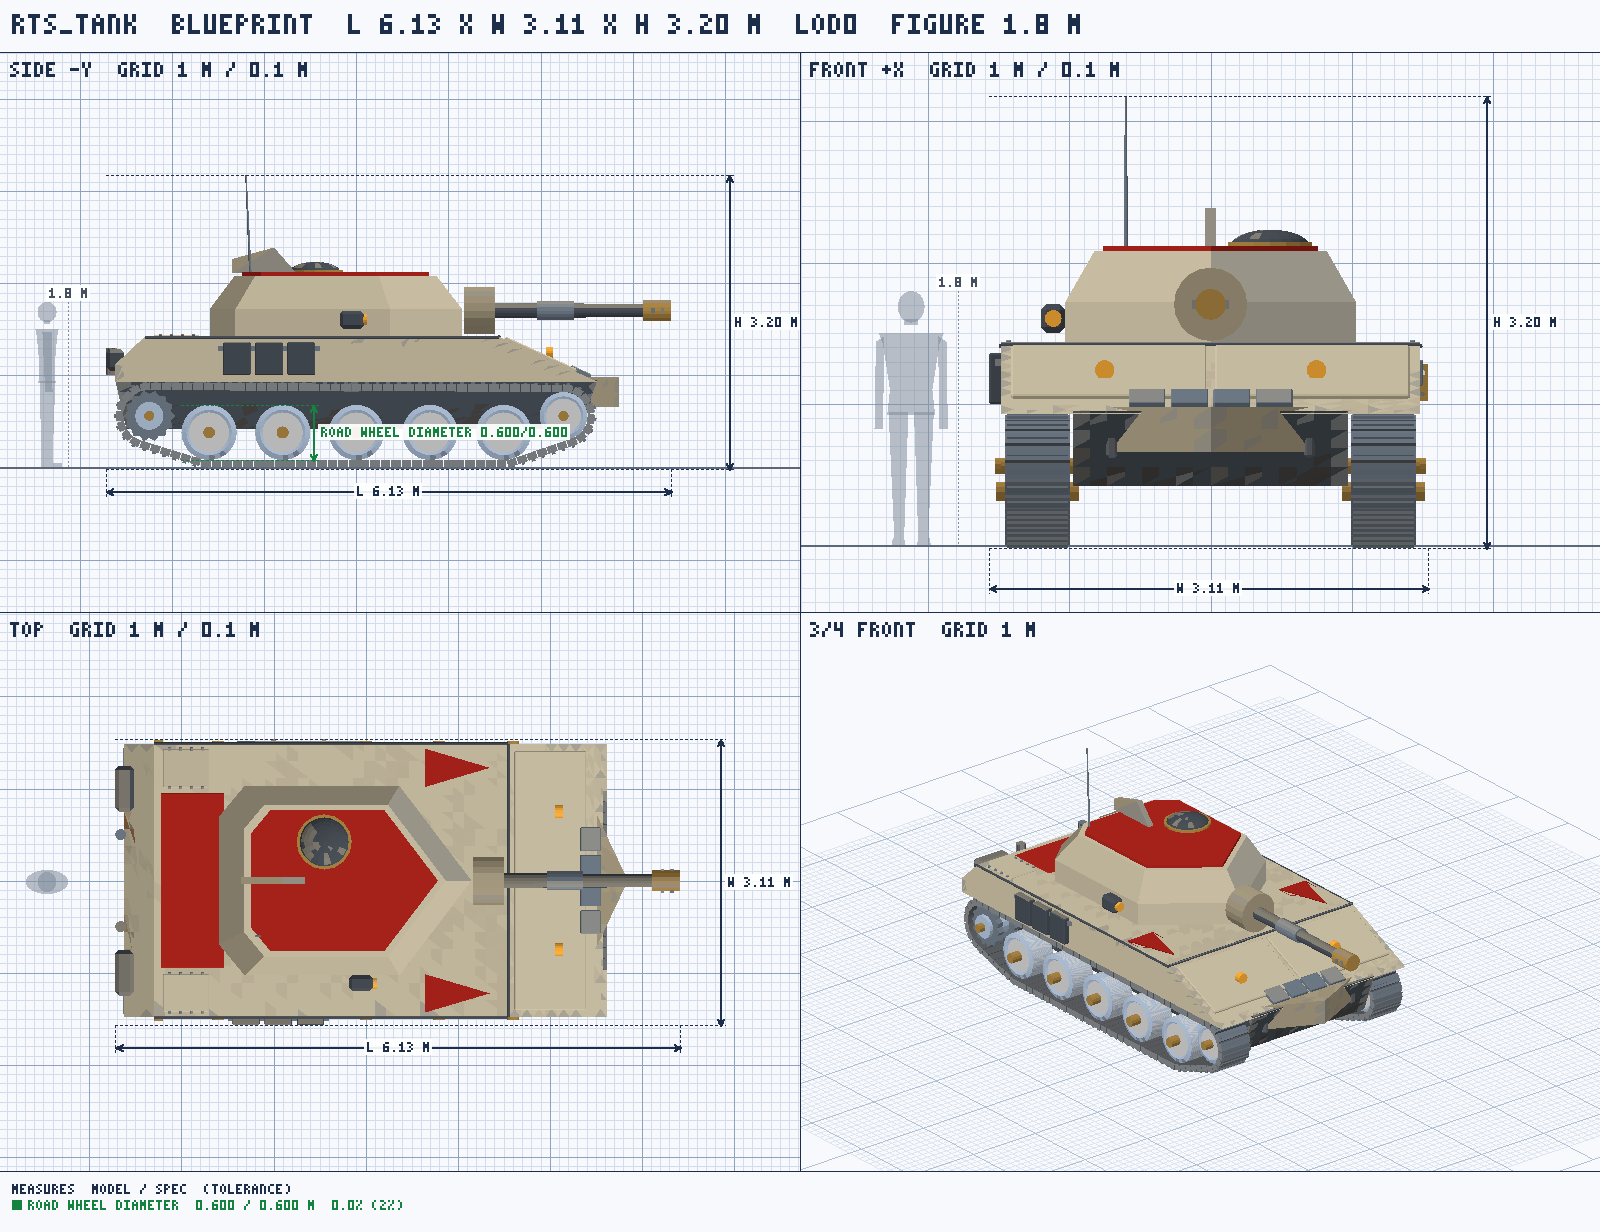 RTS_TANK BLUEPRINT L 6.13 X W 3.11 X H 3.20 M LOD0 FIGURE 1.8 M
SIDE -Y GRID 1 M / 0.1 M
1.8 M
H 3.20 M
ROAD WHEEL DIAMETER 0.600/0.600
L 6.13 M
FRONT +X GRID 1 M / 0.1 M
1.8 M
H 3.20 M
W 3.11 M
TOP GRID 1 M / 0.1 M
W 3.11 M
L 6.13 M
3/4 FRONT GRID 1 M
MEASURES MODEL / SPEC (TOLERANCE)
ROAD WHEEL DIAMETER 0.600 / 0.600 M 0.0% (2%)